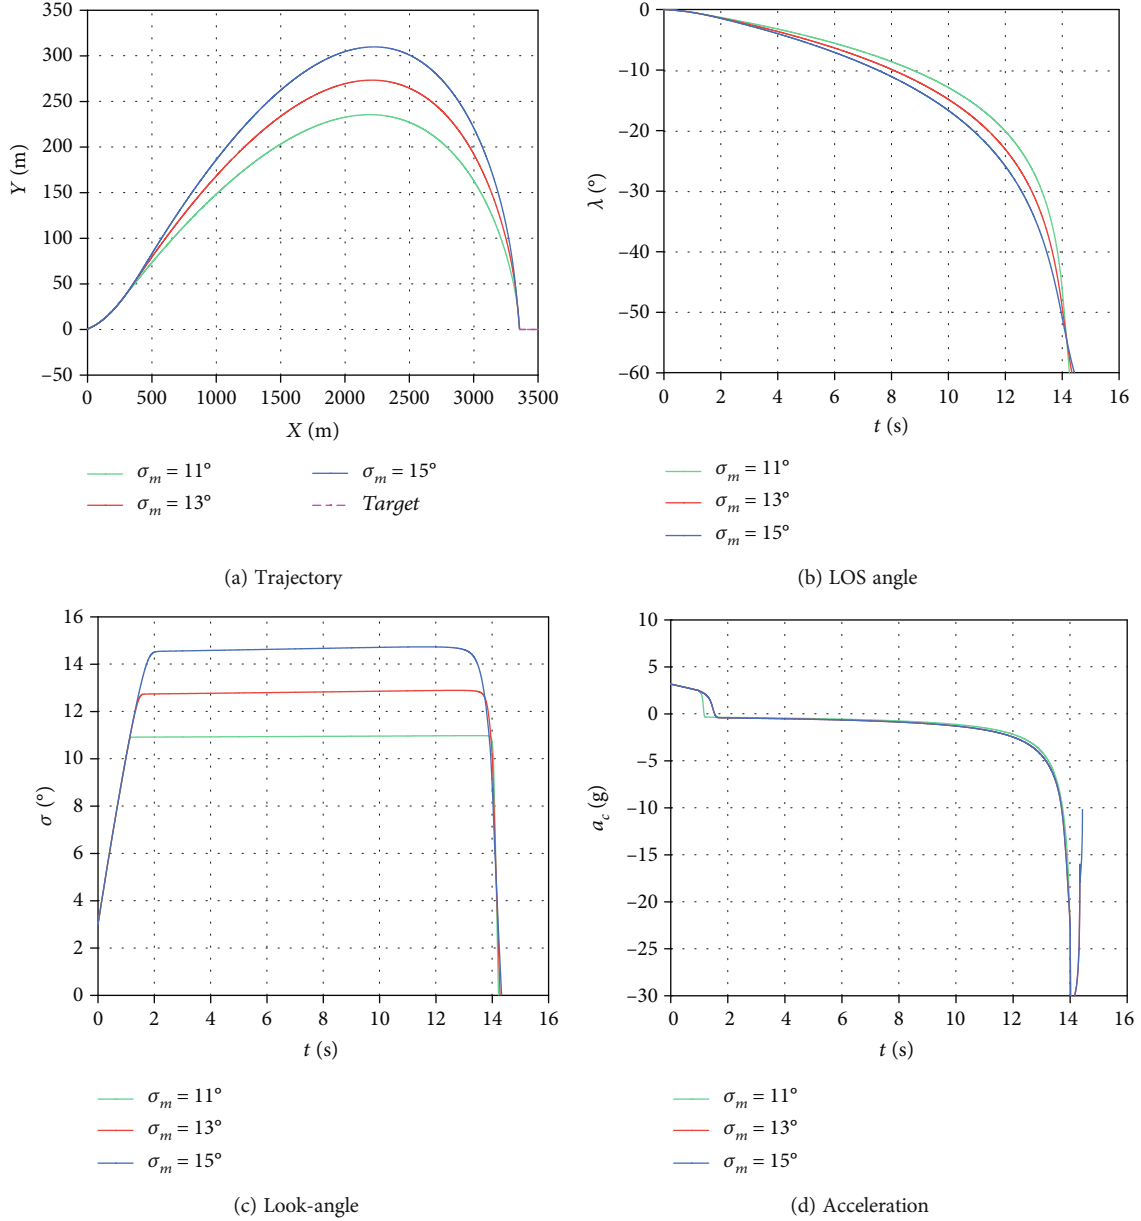 350
300
250
200
150
100
50
0
−50
Y (m)
0 500 1000 1500 2000 2500 3000 3500
X (m)
σm = 11°
σm = 15°
σm = 13°
Target
(a) Trajectory
0
−10
−20
−30
−40
−50
−60
λ (°)
0 2 4 6 8 10 12 14 16
t (s)
σm = 11°
σm = 13°
σm = 15°
(b) LOS angle
16
14
12
10
8
6
4
2
0
σ (°)
0 2 4 6 8 10 12 14 16
t (s)
σm = 11°
σm = 13°
σm = 15°
(c) Look-angle
10
5
0
−5
−10
−15
−20
−25
−30
ac (g)
0 2 4 6 8 10 12 14 16
t (s)
σm = 11°
σm = 13°
σm = 15°
(d) Acceleration